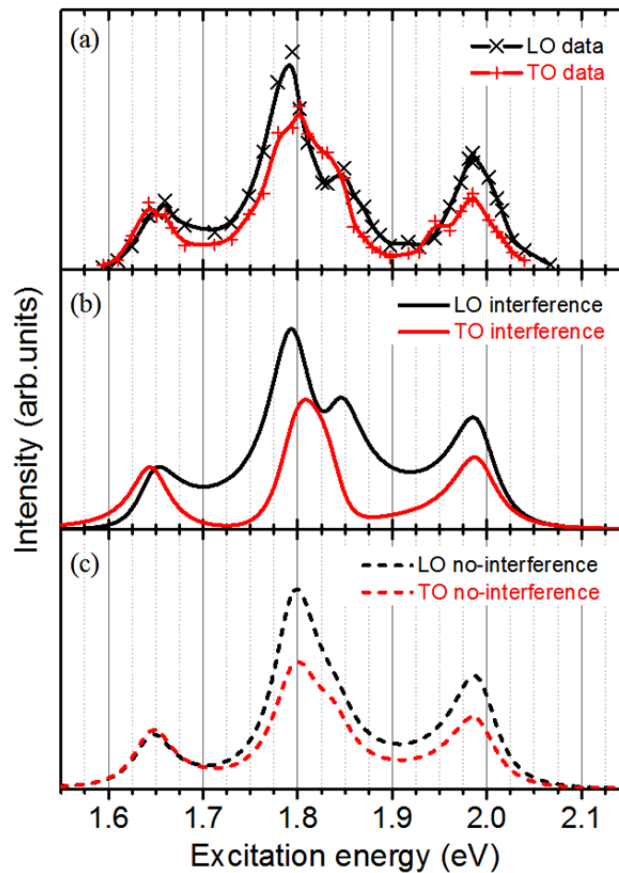 (a)
LO data
TO data
(b)
LO interference
TO interference
(c)
LO no-interference
TO no-interference
Intensity (arb.units)
1.6 1.7 1.8 1.9 2.0 2.1
Excitation energy (eV)